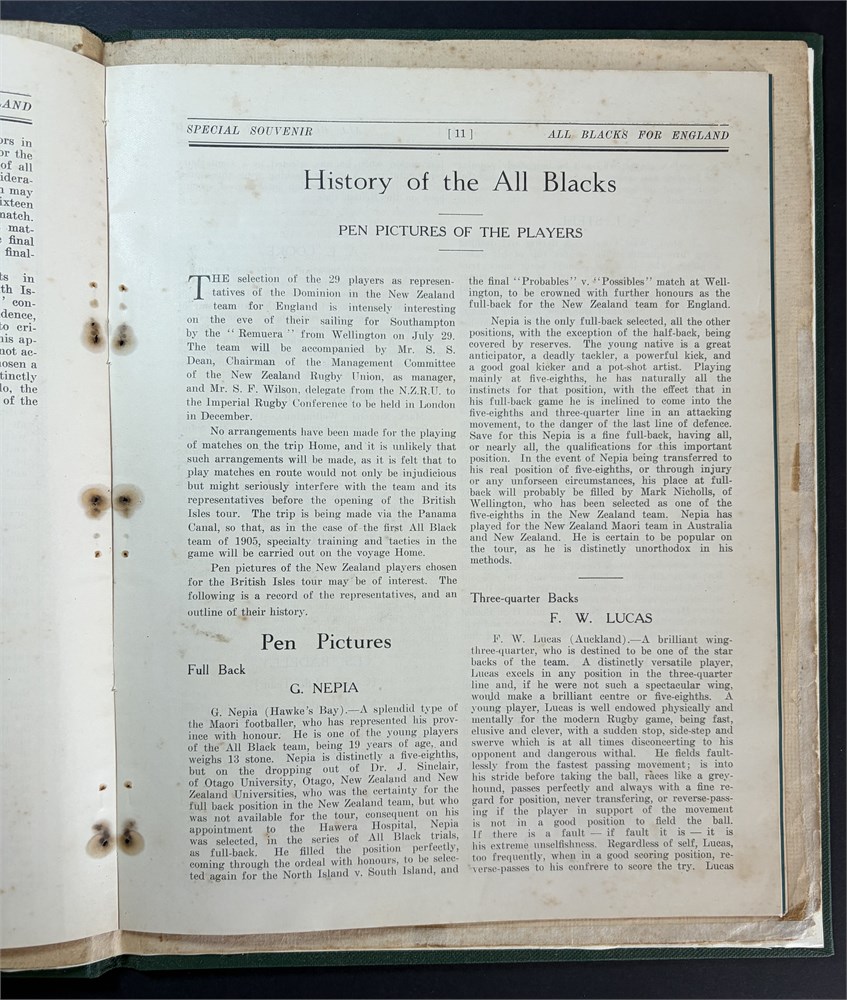 LAND
ors in
or the
of all
idera-
n may
ixteen
natch.
mat-
final
final-
ts in
th Is-
' con-
dence,
to cri-
his ap-
not ac-
nosen a
tinctly
lo, the
of the
SPECIAL SOUVENIR [ 11 ] ALL BLACKS FOR ENGLAND
History of the All Blacks
PEN PICTURES OF THE PLAYERS
THE selection of the 29 players as represen-
tatives of the Dominion in the New Zealand
team for England is intensely interesting
on the eve of their sailing for Southampton
by the "Remuera" from Wellington on July 29.
The team will be accompanied by Mr. S. S.
Dean, Chairman of the Management Committee
of the New Zealand Rugby Union, as manager,
and Mr. S. F. Wilson, delegate from the N.Z.R.U. to
the Imperial Rugby Conference to be held in London
in December.
No arrangements have been made for the playing
of matches on the trip Home, and it is unlikely that
such arrangements will be made, as it is felt that to
play matches en route would not only be injudicious
but might seriously interfere with the team and its
representatives before the opening of the British
Isles tour. The trip is being made via the Panama
Canal, so that, as in the case of the first All Black
team of 1905, specialty training and tactics in the
game will be carried out on the voyage Home.
Pen pictures of the New Zealand players chosen
for the British Isles tour may be of interest. The
following is a record of the representatives, and an
outline of their history.
Pen Pictures
Full Back
G. NEPIA
G. Nepia (Hawke's Bay).—A splendid type of
the Maori footballer, who has represented his prov-
ince with honour. He is one of the young players
of the All Black team, being 19 years of age, and
weighs 13 stone. Nepia is distinctly a five-eighths,
but on the dropping out of Dr. J. Sinclair,
of Otago University, Otago, New Zealand and New
Zealand Universities, who was the certainty for the
full back position in the New Zealand team, but who
was not available for the tour, consequent on his
appointment to the Hawera Hospital, Nepia
was selected, in the series of All Black trials,
as full-back. He filled the position perfectly,
coming through the ordeal with honours, to be selec-
ted again for the North Island v. South Island, and
the final "Probables" v. "Possibles" match at Well-
ington, to be crowned with further honours as the
full-back for the New Zealand team for England.
Nepia is the only full-back selected, all the other
positions, with the exception of the half-back, being
covered by reserves. The young native is a great
anticipator, a deadly tackler, a powerful kick, and
a good goal kicker and a pot-shot artist. Playing
mainly at five-eighths, he has naturally all the
instincts for that position, with the effect that in
his full-back game he is inclined to come into the
five-eighths and three-quarter line in an attacking
movement, to the danger of the last line of defence.
Save for this Nepia is a fine full-back, having all,
or nearly all, the qualifications for this important
position. In the event of Nepia being transferred to
his real position of five-eighths, or through injury
or any unforseen circumstances, his place at full-
back will probably be filled by Mark Nicholls, of
Wellington, who has been selected as one of the
five-eighths in the New Zealand team. Nepia has
played for the New Zealand Maori team in Australia
and New Zealand. He is certain to be popular on
the tour, as he is distinctly unorthodox in his
methods.
Three-quarter Backs
F. W. LUCAS
F. W. Lucas (Auckland).—A brilliant wing-
three-quarter, who is destined to be one of the star
backs of the team. A distinctly versatile player,
Lucas excels in any position in the three-quarter
line and, if he were not such a spectacular wing,
would make a brilliant centre or five-eighths. A
young player, Lucas is well endowed physically and
mentally for the modern Rugby game, being fast,
elusive and clever, with a sudden stop, side-step and
swerve which is at all times disconcerting to his
opponent and dangerous withal. He fields fault-
lessly from the fastest passing movement; is into
his stride before taking the ball, races like a grey-
hound, passes perfectly and always with a fine re-
gard for position, never transfering, or reverse-pass-
ing if the player in support of the movement
is not in a good position to field the ball.
If there is a fault — if fault it is — it is
his extreme unselfishness. Regardless of self, Lucas,
too frequently, when in a good scoring position, re-
verse-passes to his confrere to score the try. Lucas